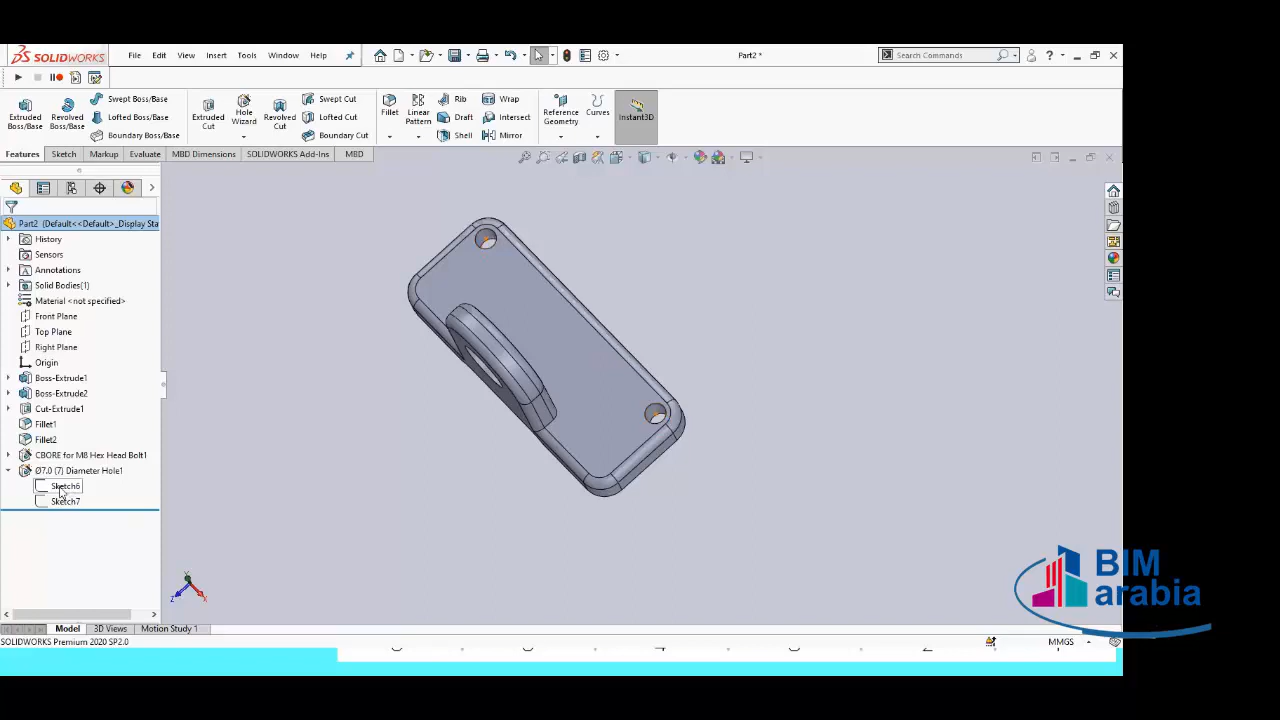 SOLIDWORKS File Edit View Insert Tools Window Help Part2 * Search Commands ?
Extruded Boss/Base Revolved Boss/Base Swept Boss/Base Lofted Boss/Base Boundary Boss/Base Extruded Cut Hole Wizard Revolved Cut Swept Cut Lofted Cut Boundary Cut Fillet Linear Pattern Rib Draft Shell Wrap Intersect Mirror Reference Geometry Curves Instant3D
Features Sketch Markup Evaluate MBD Dimensions SOLIDWORKS Add-Ins MBD
Part2 (Default<<Default>_Display Sta
History
Sensors
Annotations
Solid Bodies(1)
Material <not specified>
Front Plane
Top Plane
Right Plane
Origin
Boss-Extrude1
Boss-Extrude2
Cut-Extrude1
Fillet1
Fillet2
CBORE for M8 Hex Head Bolt1
Ø7.0 (7) Diameter Hole1
Sketch6
Sketch7
Model 3D Views Motion Study 1
SOLIDWORKS Premium 2020 SP2.0 MMGS
BIM
arabia